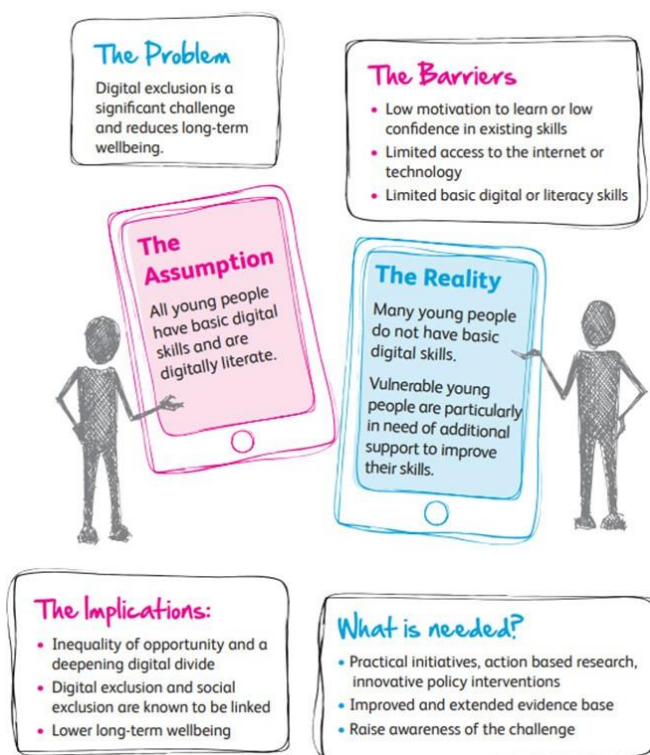 The Problem
Digital exclusion is a
significant challenge
and reduces long-term
wellbeing.
The Barriers
• Low motivation to learn or low
confidence in existing skills
• Limited access to the internet or
technology
• Limited basic digital or literacy skills
The
Assumption
All young people
have basic digital
skills and are
digitally literate.
The Reality
Many young people
do not have basic
digital skills.
Vulnerable young
people are particularly
in need of additional
support to improve
their skills.
The Implications:
• Inequality of opportunity and a
deepening digital divide
• Digital exclusion and social
exclusion are known to be linked
• Lower long-term wellbeing
What is needed?
• Practical initiatives, action based research,
innovative policy interventions
• Improved and extended evidence base
• Raise awareness of the challenge